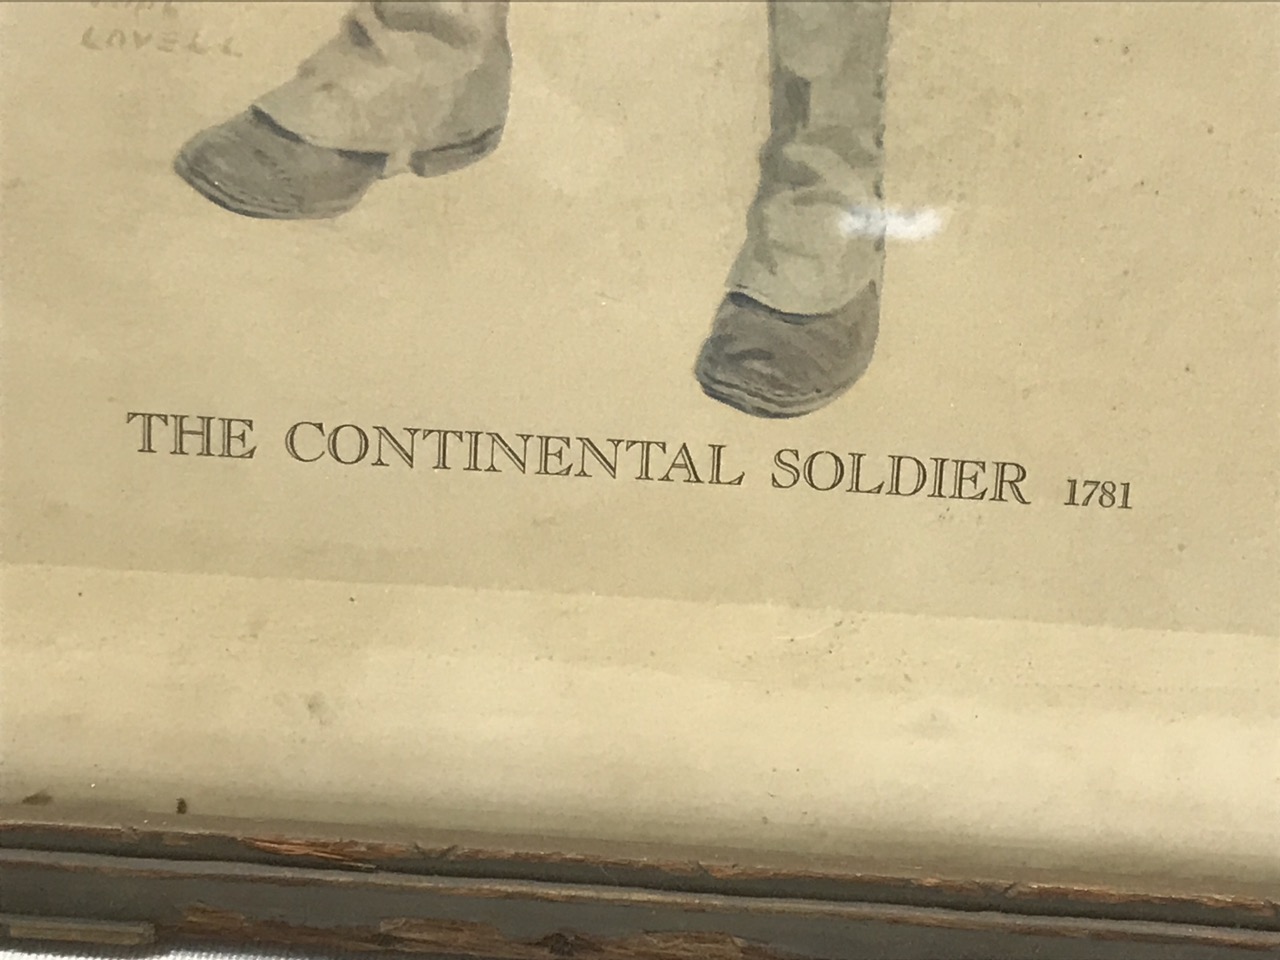 LOVELL
THE CONTINENTAL SOLDIER 1781